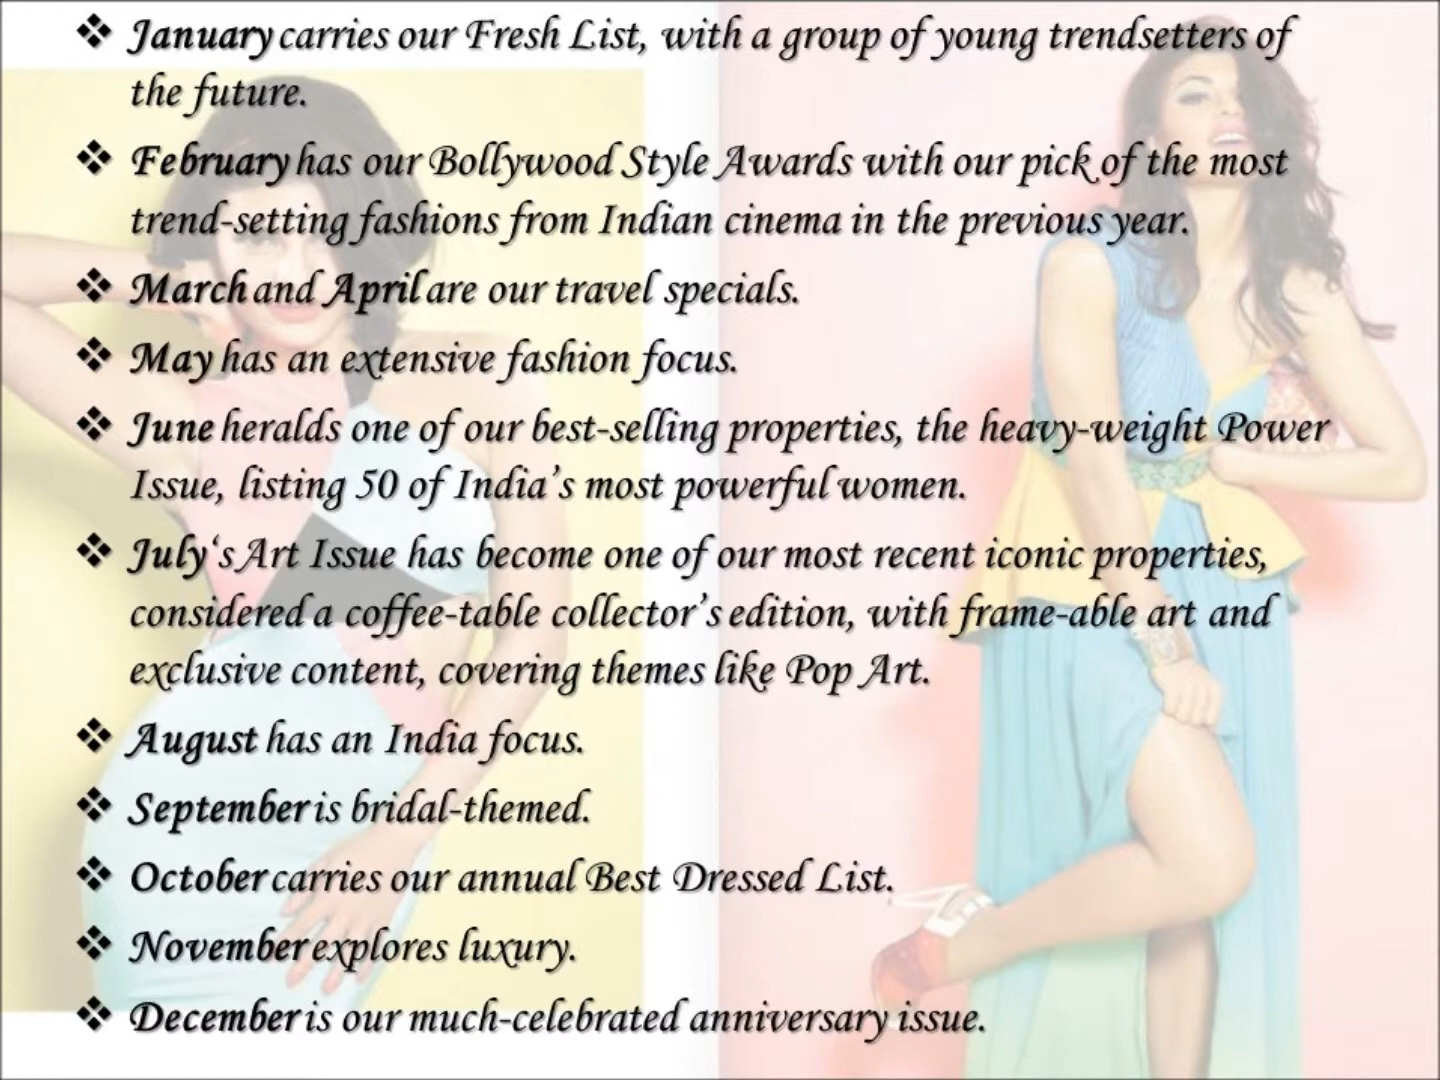 ❖ January carries our Fresh List, with a group of young trendsetters of
the future.
❖ February has our Bollywood Style Awards with our pick of the most
trend-setting fashions from Indian cinema in the previous year.
❖ March and April are our travel specials.
❖ May has an extensive fashion focus.
❖ June heralds one of our best-selling properties, the heavy-weight Power
Issue, listing 50 of India’s most powerful women.
❖ July‘s Art Issue has become one of our most recent iconic properties,
considered a coffee-table collector’s edition, with frame-able art and
exclusive content, covering themes like Pop Art.
❖ August has an India focus.
❖ September is bridal-themed.
❖ October carries our annual Best Dressed List.
❖ November explores luxury.
❖ December is our much-celebrated anniversary issue.